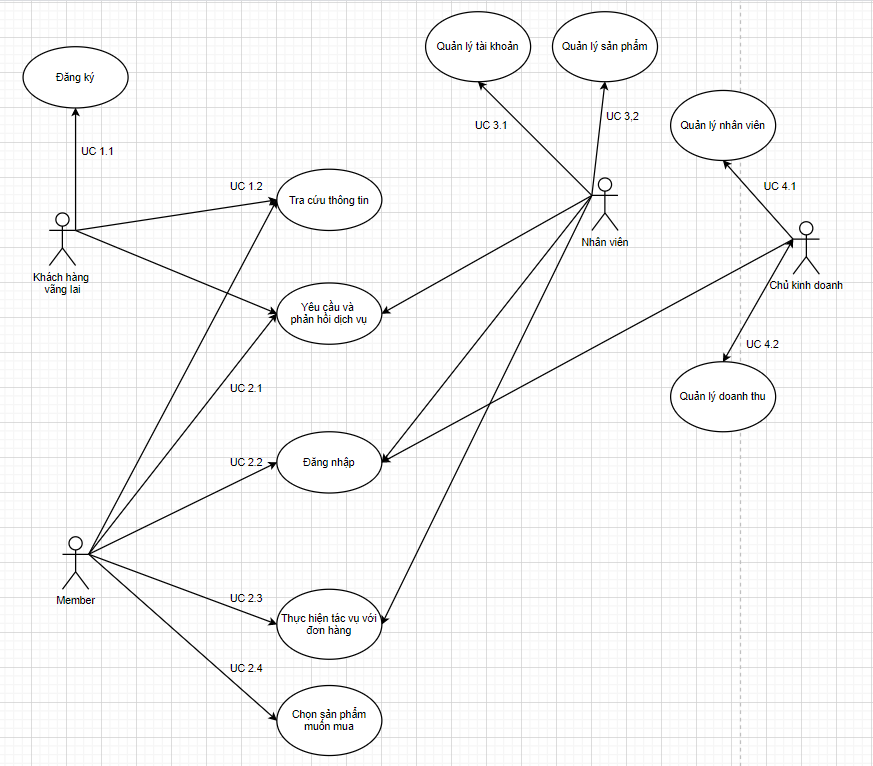 Quản lý tài khoản
Quản lý sản phẩm
Đăng ký
UC 3.1
UC 3,2
Quản lý nhân viên
UC 1.1
UC 1.2
UC 4.1
Tra cứu thông tin
Nhân viên
Khách hàng
vãng lai
Chủ kinh doanh
Yêu cầu và
phản hồi dịch vụ
UC 4.2
UC 2.1
Quản lý doanh thu
UC 2.2
Đăng nhập
Member
UC 2.3
Thực hiện tác vụ với
đơn hàng
UC 2.4
Chọn sản phẩm
muốn mua